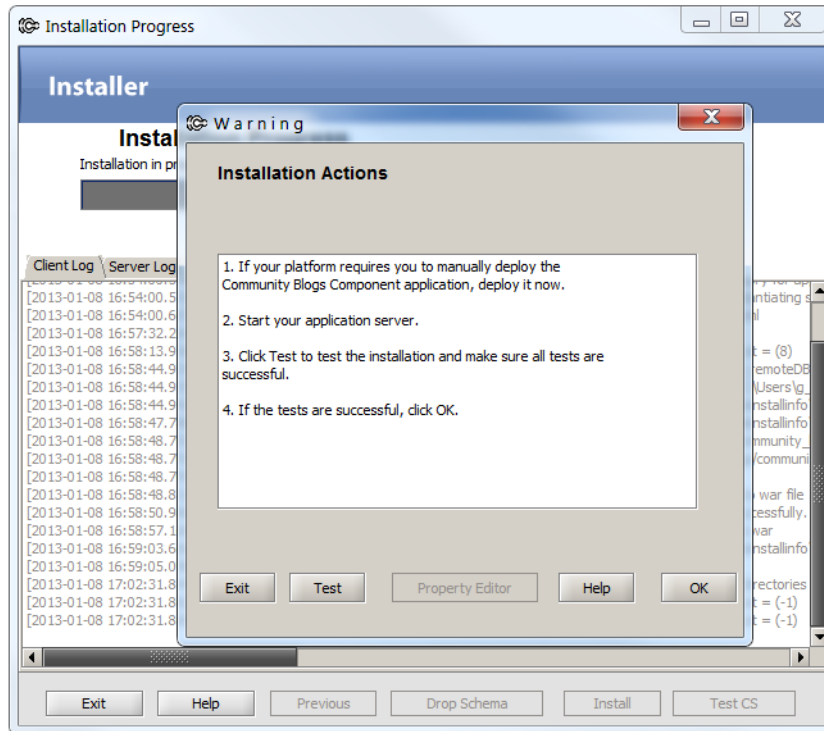 Installation Progress
Installer
Warning
Instal
Installation in pr
Installation Actions
Client Log
Server Log
1. If your platform requires you to manually deploy the
Community Blogs Component application, deploy it now.
2. Start your application server.
3. Click Test to test the installation and make sure all tests are
successful.
4. If the tests are successful, click OK.
[2013-01-08 16:54:00.5 ntiating s
[2013-01-08 16:54:00.6
[2013-01-08 16:57:32.2
[2013-01-08 16:58:13.9 t = (8)
[2013-01-08 16:58:44.9 emoteDB
[2013-01-08 16:58:44.9 \Users\g_
[2013-01-08 16:58:44.9 nstallinfo
[2013-01-08 16:58:47.7 nstallinfo
[2013-01-08 16:58:48.7 mmunity_
[2013-01-08 16:58:48.7 /communi
[2013-01-08 16:58:48.7
[2013-01-08 16:58:48.8 war file
[2013-01-08 16:58:50.9 cessfully.
[2013-01-08 16:58:57.1 war
[2013-01-08 16:59:03.6 nstallinfo
[2013-01-08 16:59:05.0
[2013-01-08 17:02:31.8 rectories
[2013-01-08 17:02:31.8 t = (-1)
[2013-01-08 17:02:31.8 t = (-1)
Exit Test Property Editor Help OK
Exit Help Previous Drop Schema Install Test CS